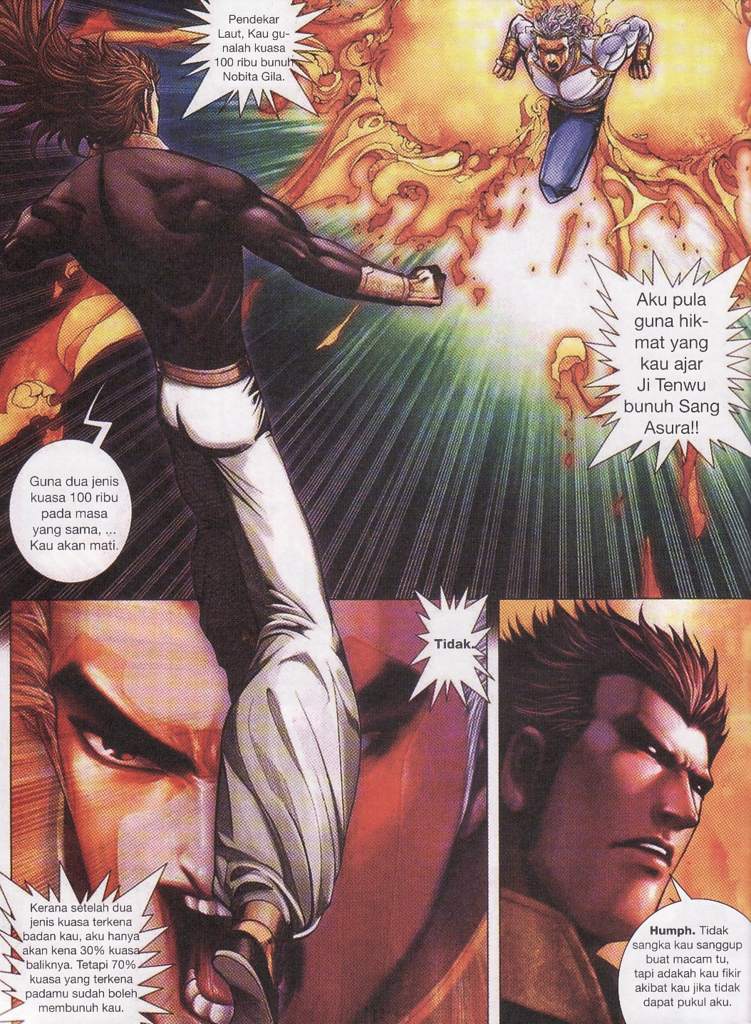 Pendekar
Laut, Kau gu-
nalah kuasa
100 ribu bunuh
Nobita Gila.
Aku pula
guna hik-
mat yang
kau ajar
Ji Tenwu
bunuh Sang
Asura!!
Guna dua jenis
kuasa 100 ribu
pada masa
yang sama, ...
Kau akan mati.
Tidak.
Kerana setelah dua
jenis kuasa terkena
badan kau, aku hanya
akan kena 30% kuasa
baliknya. Tetapi 70%
kuasa yang terkena
padamu sudah boleh
membunuh kau.
Humph. Tidak
sangka kau sanggup
buat macam tu,
tapi adakah kau fikir
akibat kau jika tidak
dapat pukul aku.